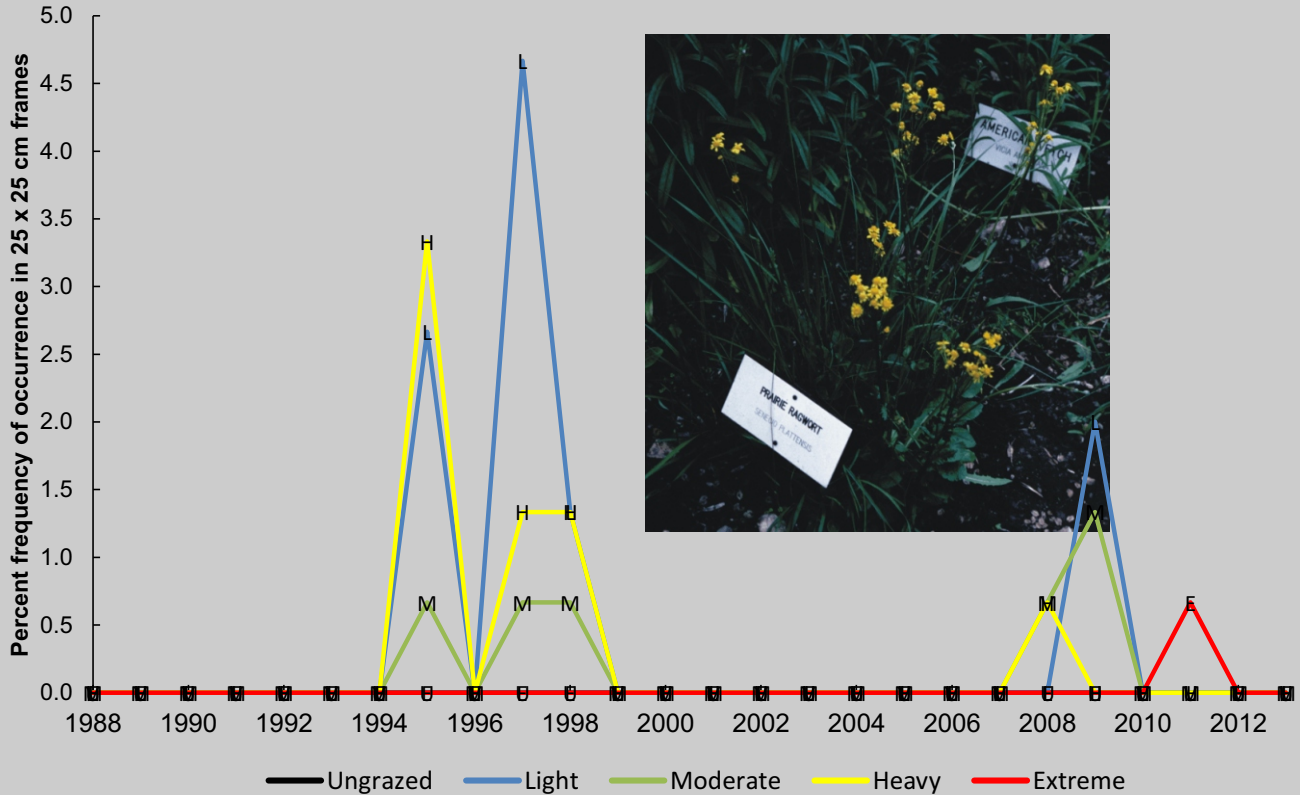 Percent frequency of occurrence in 25 x 25 cm frames
5.0
4.5
4.0
3.5
3.0
2.5
2.0
1.5
1.0
0.5
0.0
1988 1990 1992 1994 1996 1998 2000 2002 2004 2006 2008 2010 2012
L
H
L
H
M
M M
L
M
E
AMERICAN VETCH
VICIA
PRAIRIE RAGWORT
SENECIO PLATTENSIS
Ungrazed Light Moderate Heavy Extreme